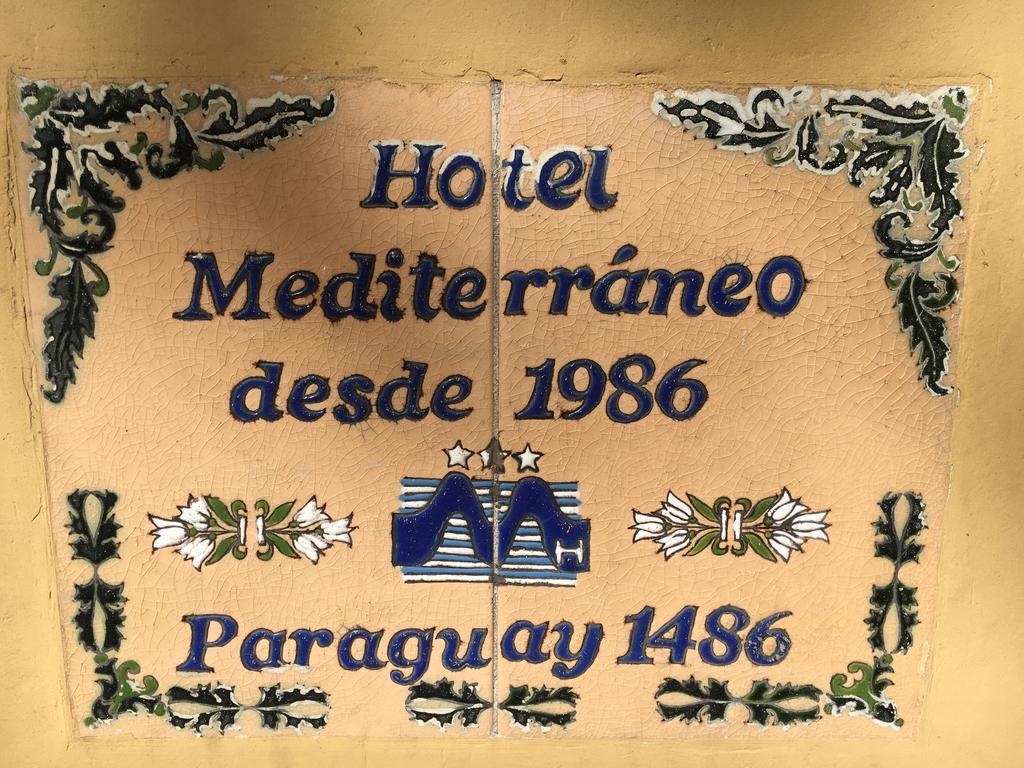 Hotel
Mediterráneo
desde 1986
H
Paraguay 1486